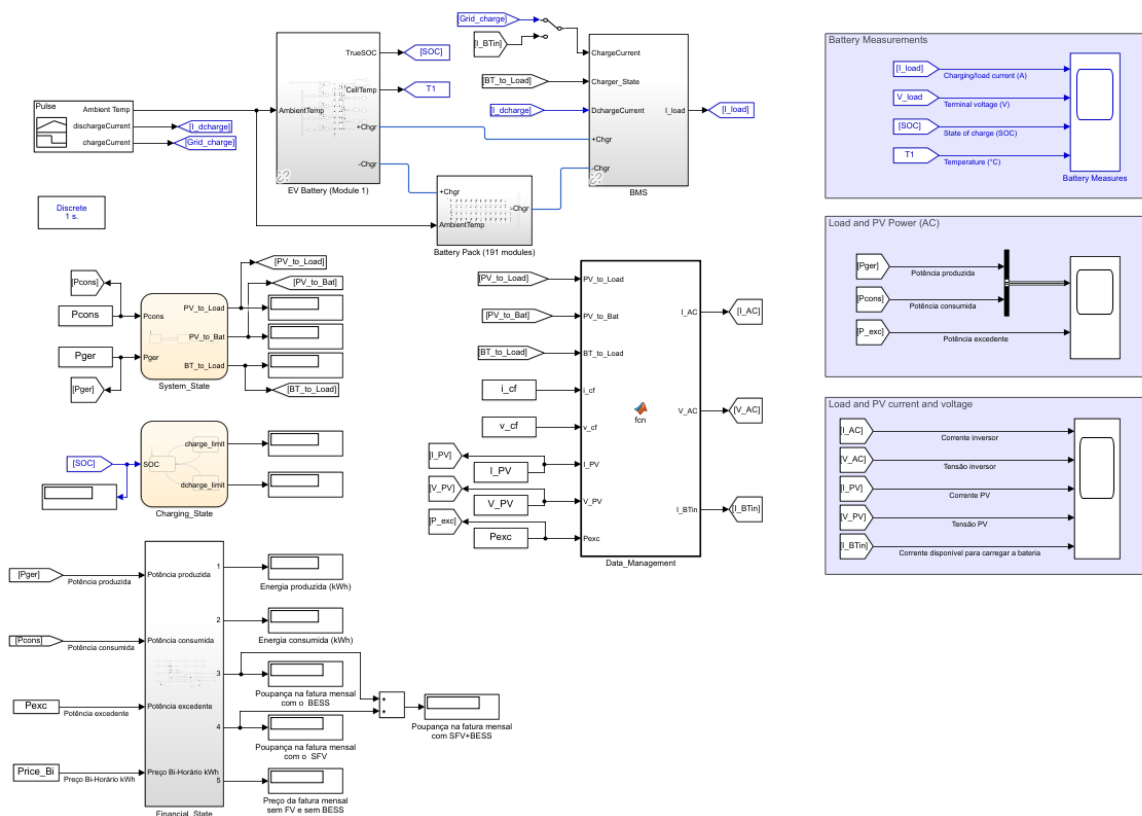 [Grid_charge]
[I_BTin]
ChargeCurrent
TrueSOC
[SOC]
CellTemp
T1
[BT_to_Load]
Charger_State
Pulse
Ambient Temp
AmbientTemp
[I_dcharge]
DchargeCurrent
I_load
[I_load]
dischargeCurrent
[I_dcharge]
+Chgr
chargeCurrent
[Grid_charge]
+Chgr
-Chgr
-Chgr
EV Battery (Module 1)
BMS
+Chgr
-Chgr
AmbientTemp
Battery Pack (191 modules)
Discrete
1 s.
Battery Measurements
[I_load]
Charging/load current (A)
V_load
Terminal voltage (V)
[SOC]
State of charge (SOC)
T1
Temperature (°C)
Battery Measures
[PV_to_Load]
[Pcons]
[PV_to_Bat]
Pcons
Pcons
PV_to_Load
PV_to_Bat
Pger
Pger
BT_to_Load
[Pger]
System_State
[BT_to_Load]
[PV_to_Load]
PV_to_Load
[PV_to_Bat]
PV_to_Bat
[BT_to_Load]
BT_to_Load
i_cf
i_cf
v_cf
v_cf
[I_PV]
I_PV
I_PV
[V_PV]
V_PV
V_PV
[P_exc]
Pexc
Pexc
fcn
I_AC
[I_AC]
V_AC
[V_AC]
I_BTin
[I_BTin]
Data_Management
Load and PV Power (AC)
[Pger]
Potência produzida
[Pcons]
Potência consumida
[P_exc]
Potência excedente
Load and PV current and voltage
[I_AC]
Corrente inversor
[V_AC]
Tensão inversor
[I_PV]
Corrente PV
[V_PV]
Tensão PV
[I_BTin]
Corrente disponível para carregar a bateria
[SOC]
SOC
charge_limit
dcharge_limit
Charging_State
[Pger]
Potência produzida
Potência produzida
1
Energia produzida (kWh)
[Pcons]
Potência consumida
Potência consumida
2
Energia consumida (kWh)
3
Poupança na fatura mensal
com o BESS
Pexc
Potência excedente
Potência excedente
4
Poupança na fatura mensal
com o SFV
+
+
Poupança na fatura mensal
com SFV+BESS
Price_Bi
Preço Bi-Horário kWh
Preço Bi-Horário kWh
5
Preço da fatura mensal
sem FV e sem BESS
Financial_State